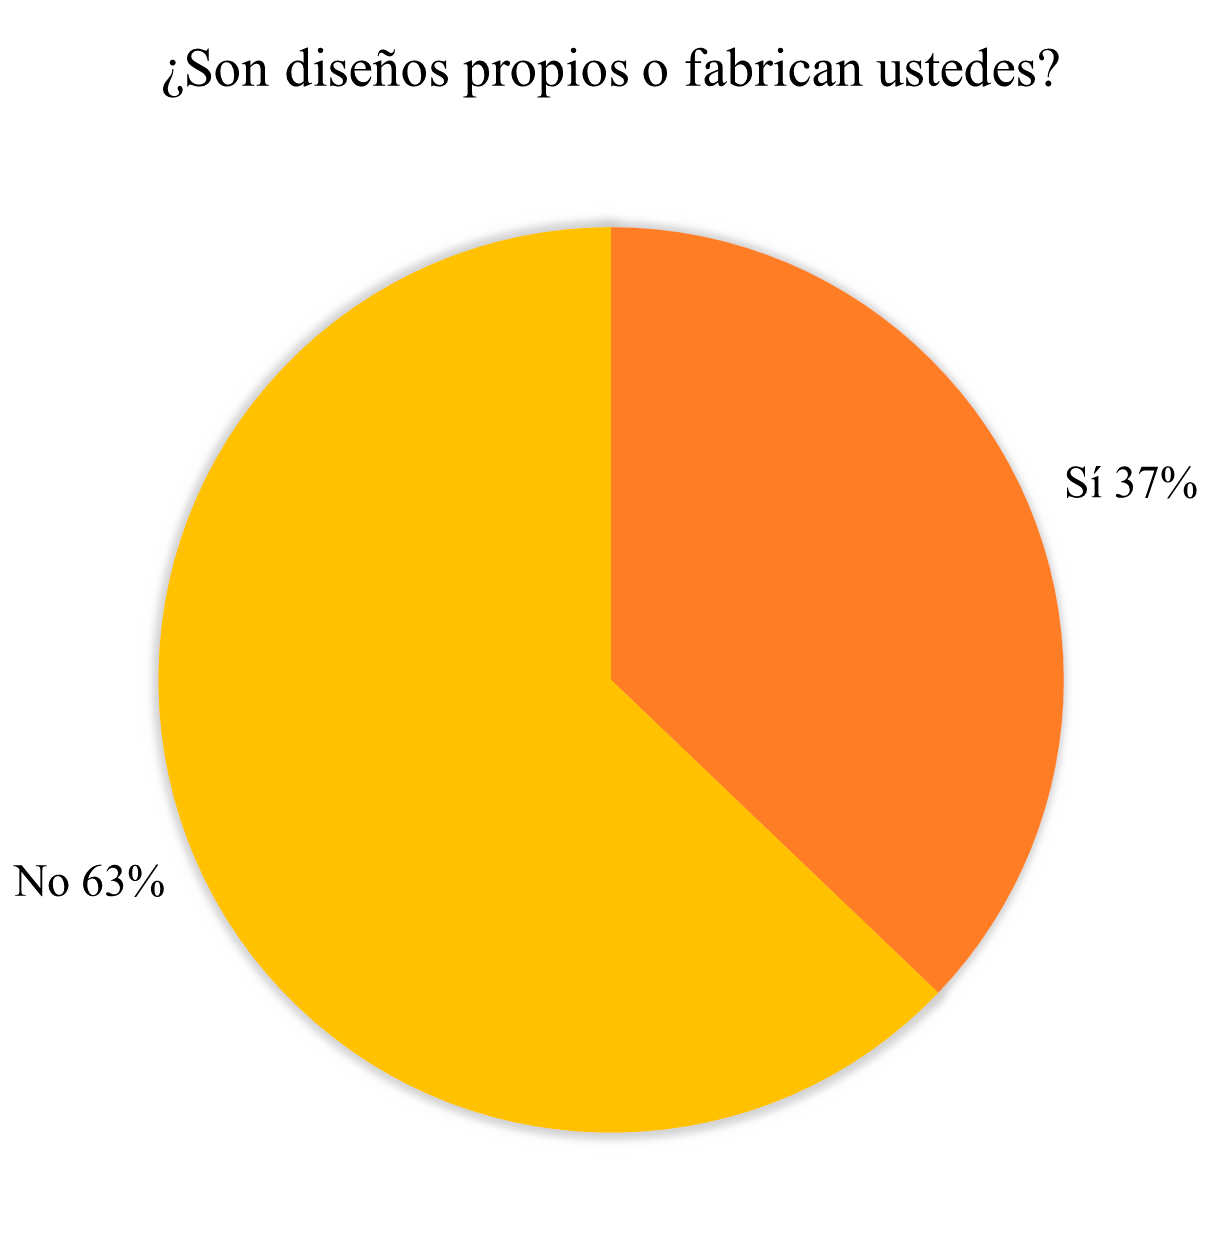 ¿Son diseños propios o fabrican ustedes?
Sí 37%
No 63%